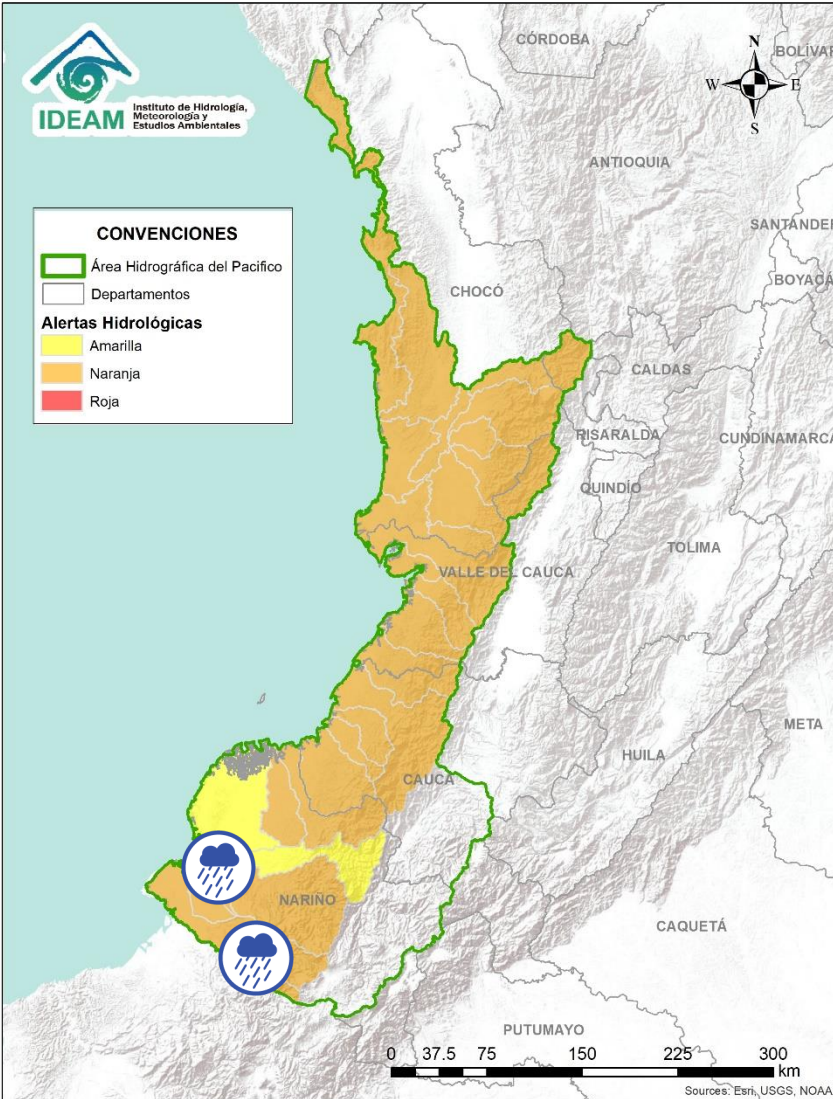 IDEAM
Instituto de Hidrología,
Meteorología y
Estudios Ambientales
N
W
E
S
CÓRDOBA
BOLÍVAR
ANTIOQUIA
SANTANDER
BOYACÁ
CHOCÓ
CONVENCIONES
Área Hidrográfica del Pacifico
Departamentos
Alertas Hidrológicas
Amarilla
Naranja
Roja
CALDAS
RISARALDA
CUNDINAMARCA
QUINDÍO
TOLIMA
VALLE DEL CAUCA
META
HUILA
CAUCA
NARIÑO
CAQUETÁ
PUTUMAYO
0 37.5 75 150 225 300
km
Sources: Esri, USGS, NOAA